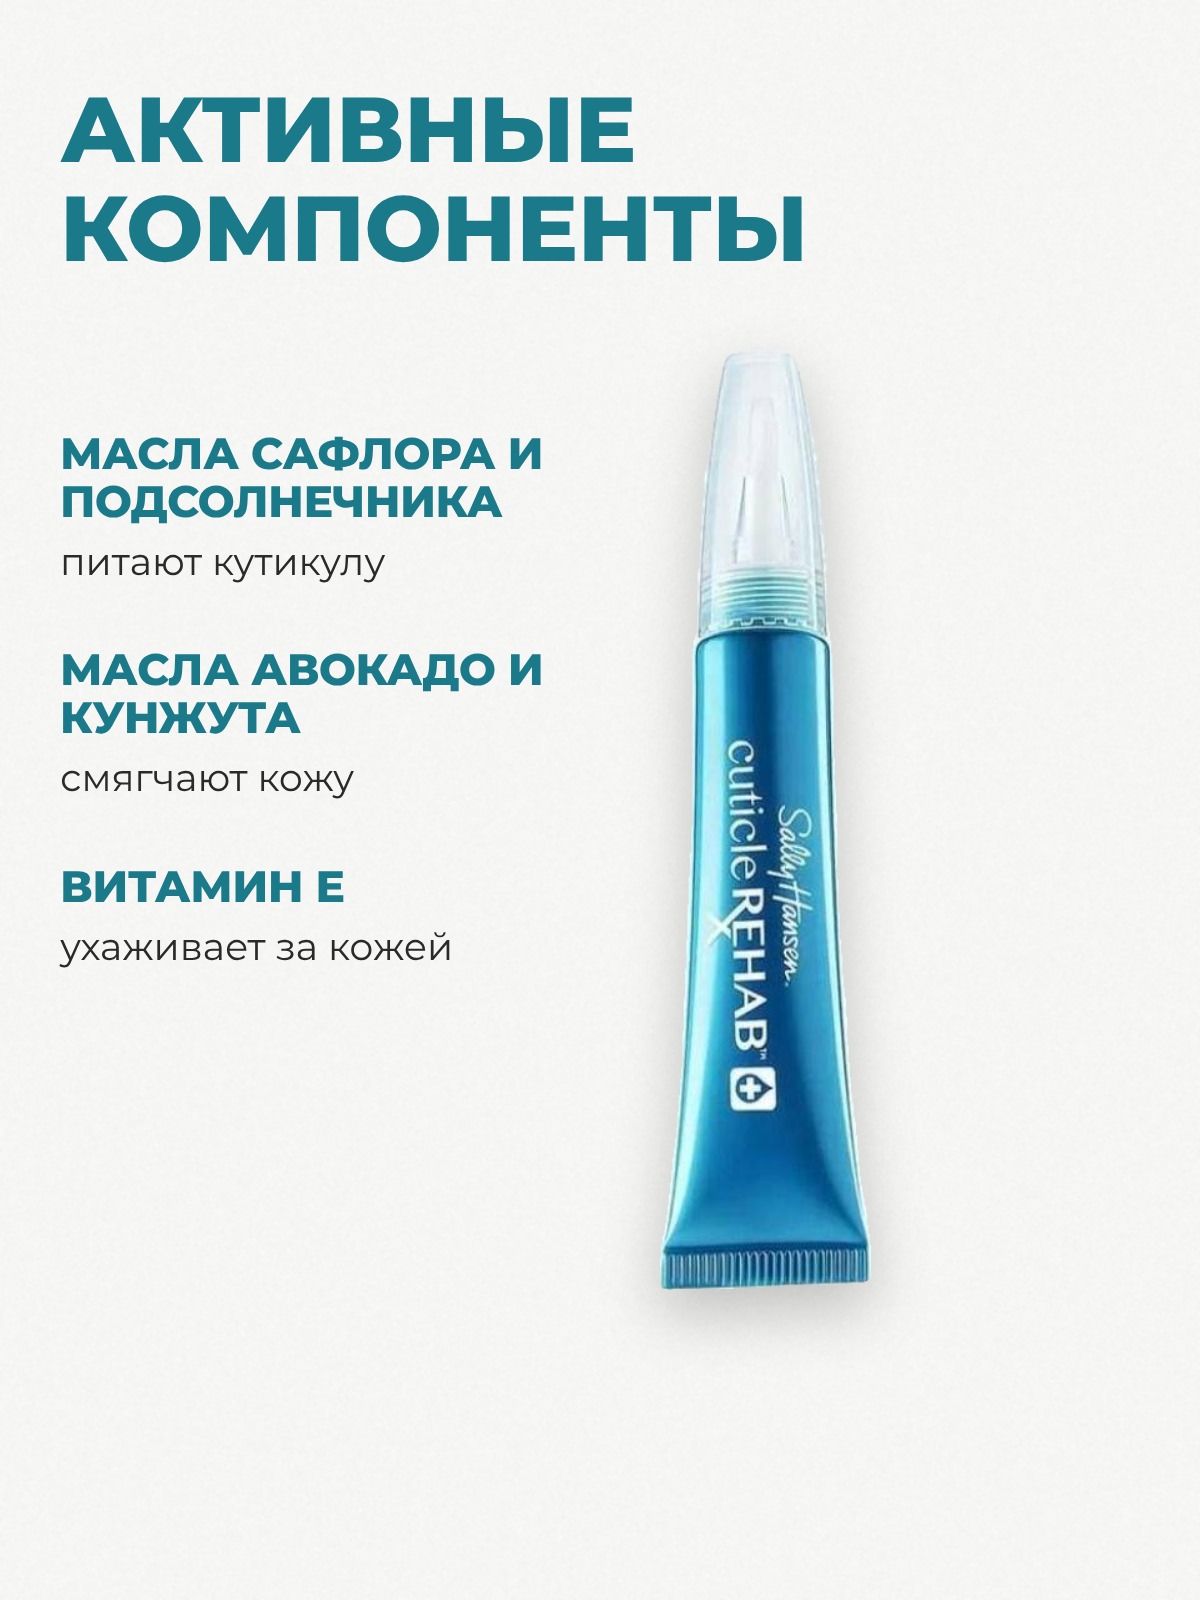 АКТИВНЫЕ
КОМПОНЕНТЫ
МАСЛА САФЛОРА И
ПОДСОЛНЕЧНИКА
питают кутикулу
МАСЛА АВОКАДО И
КУНЖУТА
смягчают кожу
ВИТАМИН Е
ухаживает за кожей
Sally Hansen.
cuticle REHAB™